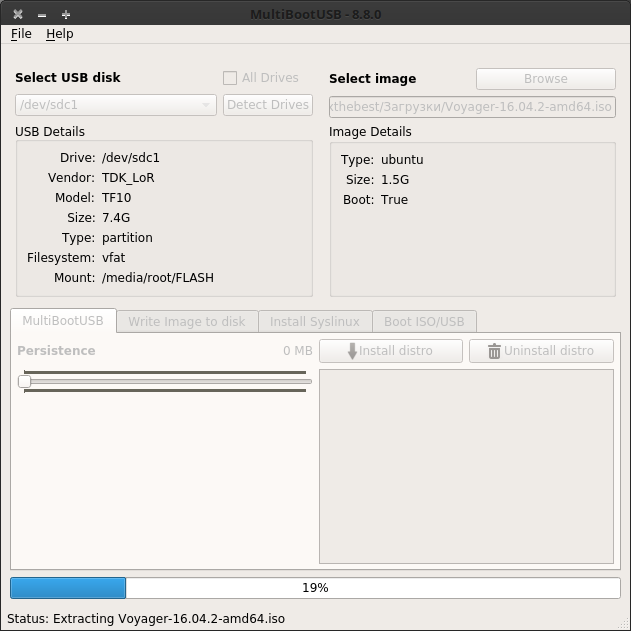 MultiBootUSB - 8.8.0
File Help
Select USB disk
All Drives
Select image
Browse
/dev/sdc1
Detect Drives
thebest/Загрузки/Voyager-16.04.2-amd64.iso
USB Details
Image Details
Drive: /dev/sdc1
Vendor: TDK_LoR
Model: TF10
Size: 7.4G
Type: partition
Filesystem: vfat
Mount: /media/root/FLASH
Type: ubuntu
Size: 1.5G
Boot: True
MultiBootUSB
Write Image to disk
Install Syslinux
Boot ISO/USB
Persistence
0 MB
Install distro
Uninstall distro
19%
Status: Extracting Voyager-16.04.2-amd64.iso